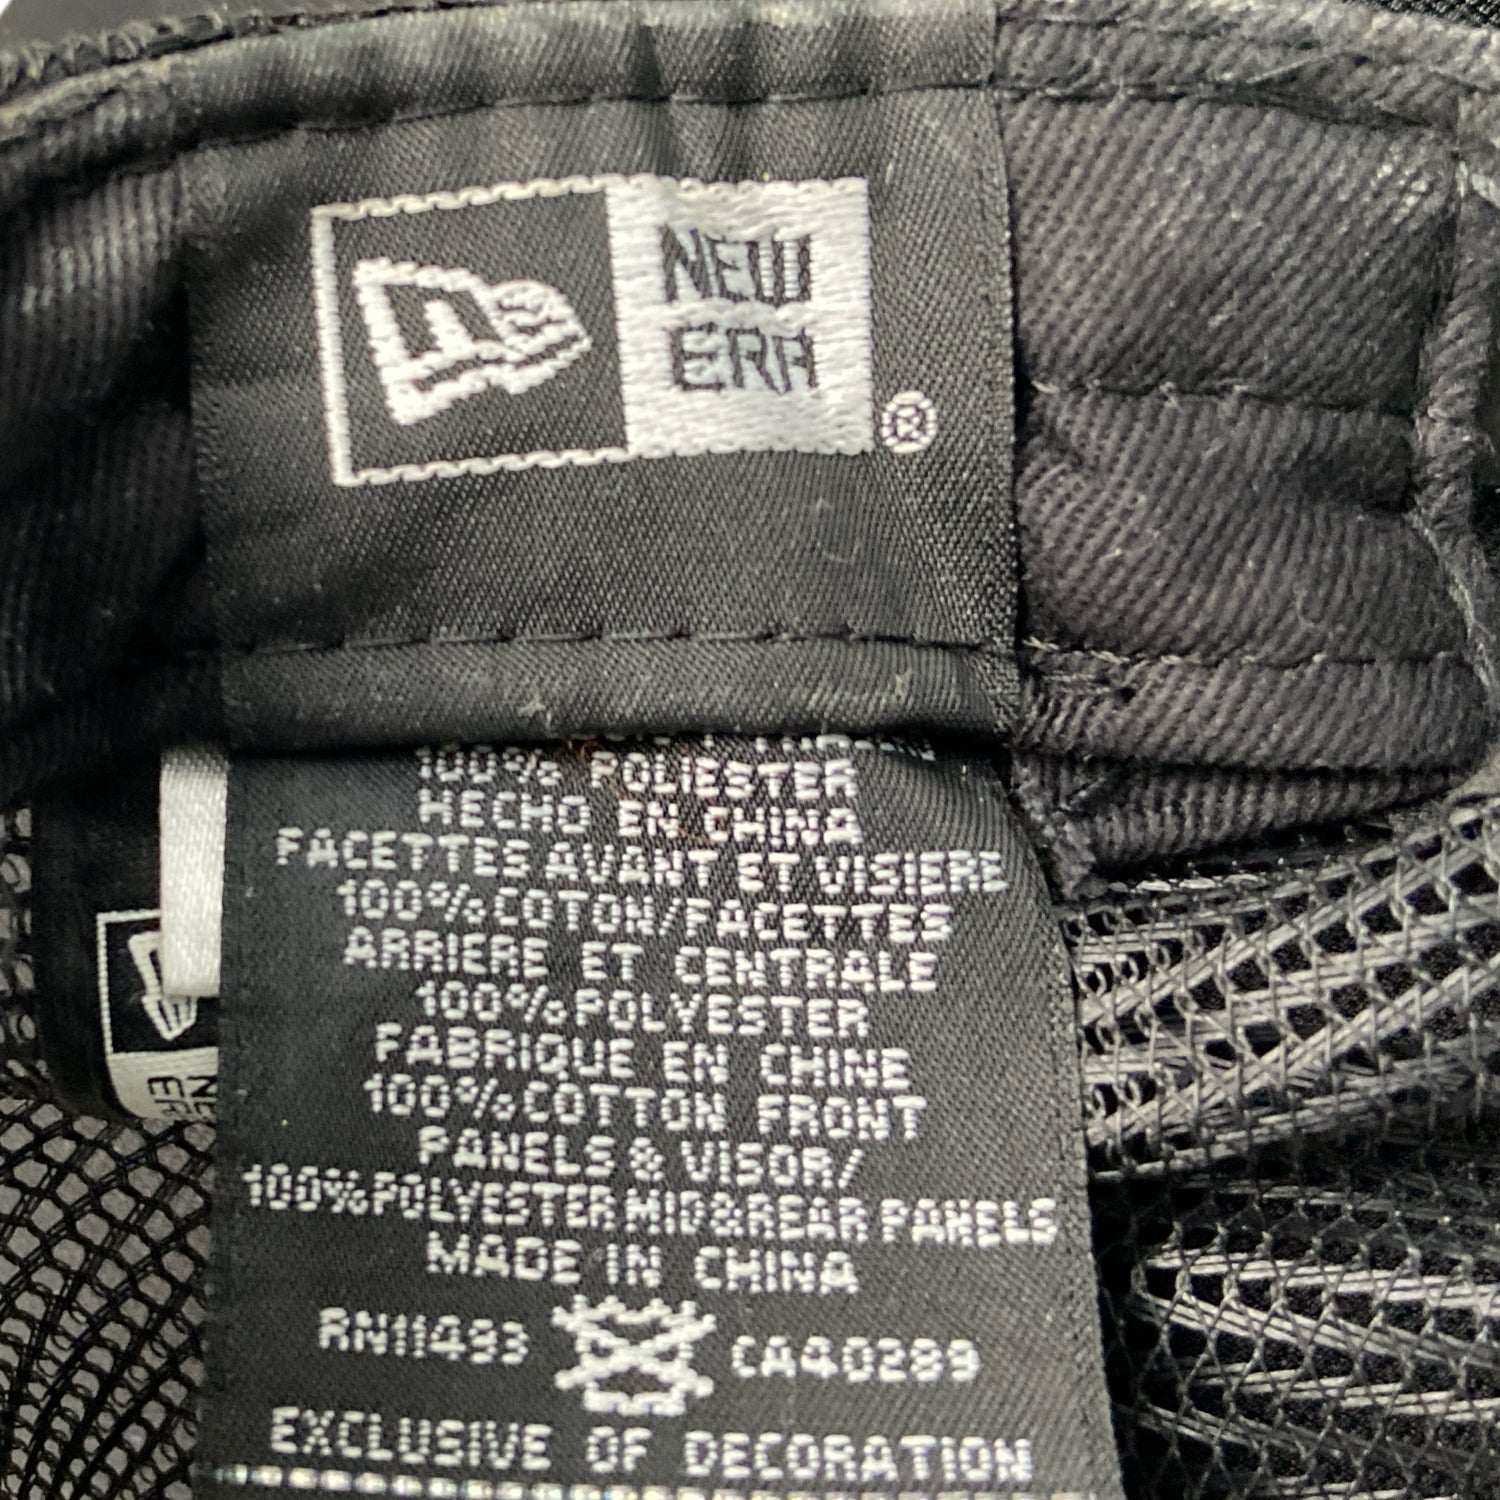 NEW
ERA
®
100% POLIESTER
HECHO EN CHINA
FACETTES AVANT ET VISIERE
100% COTON/FACETTES
ARRIERE ET CENTRALE
100% POLYESTER
FABRIQUE EN CHINE
100% COTTON FRONT
PANELS & VISOR/
100% POLYESTER MID & REAR PANELS
MADE IN CHINA
RN11493 CA40289
EXCLUSIVE OF DECORATION